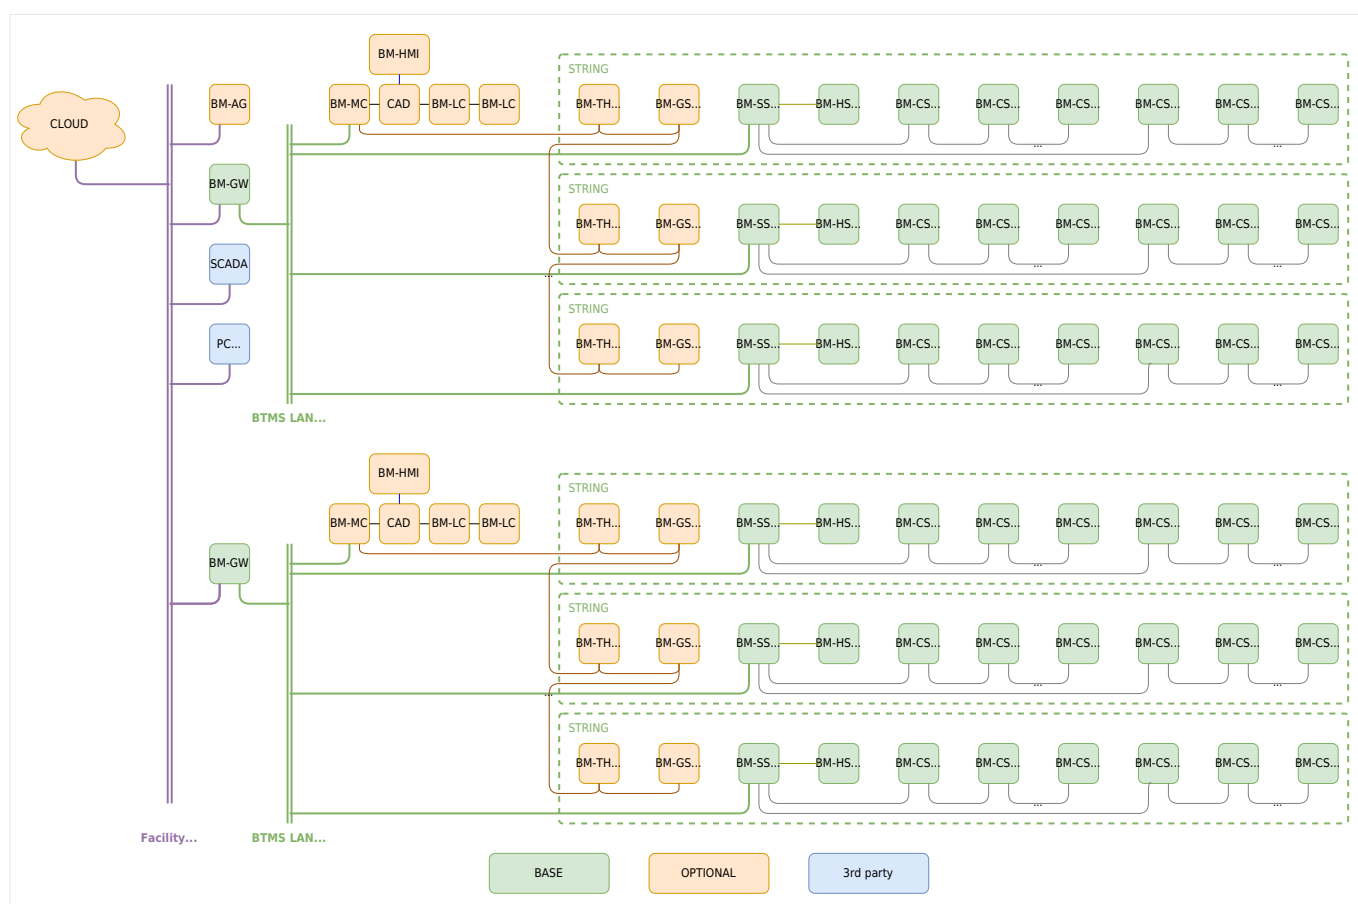 BM-HMI
STRING
CLOUD
BM-AG
BM-MC
CAD
BM-LC
BM-LC
BM-TH...
BM-GS...
BM-SS...
BM-HS...
BM-CS...
BM-CS...
BM-CS...
BM-CS...
BM-CS...
BM-CS...
...
...
BM-GW
STRING
BM-TH...
BM-GS...
BM-SS...
BM-HS...
BM-CS...
BM-CS...
BM-CS...
BM-CS...
BM-CS...
BM-CS...
SCADA
...
...
...
STRING
PC...
BM-TH...
BM-GS...
BM-SS...
BM-HS...
BM-CS...
BM-CS...
BM-CS...
BM-CS...
BM-CS...
BM-CS...
...
...
BTMS LAN...
BM-HMI
STRING
BM-MC
CAD
BM-LC
BM-LC
BM-TH...
BM-GS...
BM-SS...
BM-HS...
BM-CS...
BM-CS...
BM-CS...
BM-CS...
BM-CS...
BM-CS...
BM-GW
...
...
STRING
BM-TH...
BM-GS...
BM-SS...
BM-HS...
BM-CS...
BM-CS...
BM-CS...
BM-CS...
BM-CS...
BM-CS...
...
...
...
STRING
BM-TH...
BM-GS...
BM-SS...
BM-HS...
BM-CS...
BM-CS...
BM-CS...
BM-CS...
BM-CS...
BM-CS...
...
...
Facility...
BTMS LAN...
BASE
OPTIONAL
3rd party